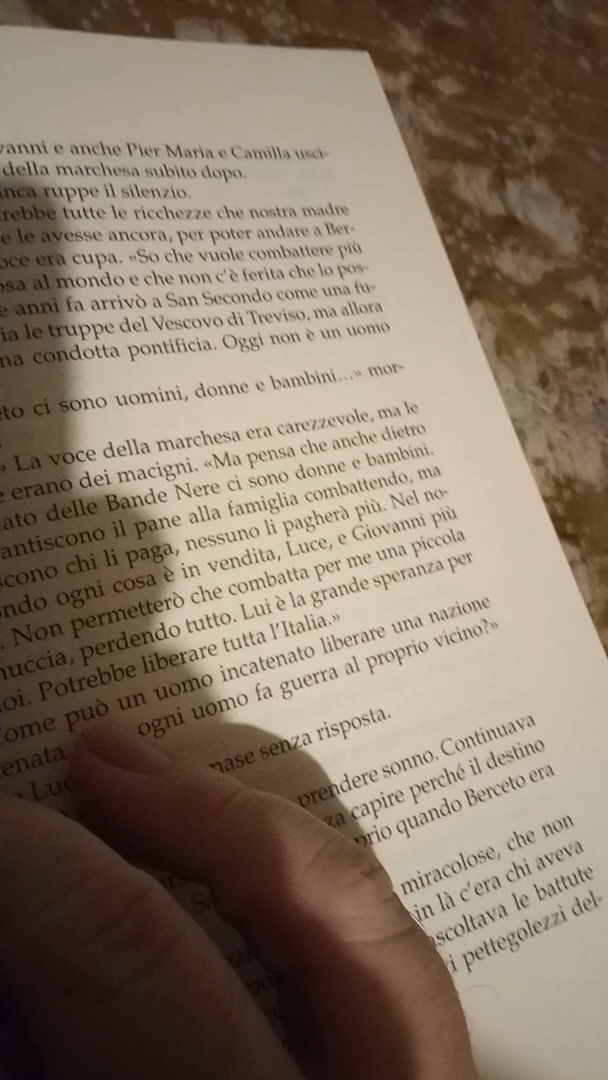 vanni e anche Pier Maria e Camilla usci-
della marchesa subito dopo.
ruppe il silenzio.
rebbe tutte le ricchezze che nostra madre
e le avesse ancora, per poter andare a Ber-
oce era cupa. «So che vuole combattere più
osa al mondo e che non c'è ferita che lo pos-
e anni fa arrivò a San Secondo come una fu-
ia le truppe del Vescovo di Treviso, ma allora
na condotta pontificia. Oggi non è un uomo
to ci sono uomini, donne e bambini...» mor-
» La voce della marchesa era carezzevole, ma le
e erano dei macigni. «Ma pensa che anche dietro
ato delle Bande Nere ci sono donne e bambini.
antiscono il pane alla famiglia combattendo, ma
scono chi li paga, nessuno li pagherà più. Nel no-
ndo ogni cosa è in vendita, Luce, e Giovanni più
. Non permetterò che combatta per me una piccola
nuccia, perdendo tutto. Lui è la grande speranza per
oi. Potrebbe liberare tutta l'Italia.»
ome può un uomo incatenato liberare una nazione
enata ogni uomo fa guerra al proprio vicino?»
Luc mase senza risposta.
prendere sonno. Continuava
za capire perché il destino
prio quando Berceto era
miracolose, che non
in là c'era chi aveva
scoltava le battute
i pettegolezzi del-